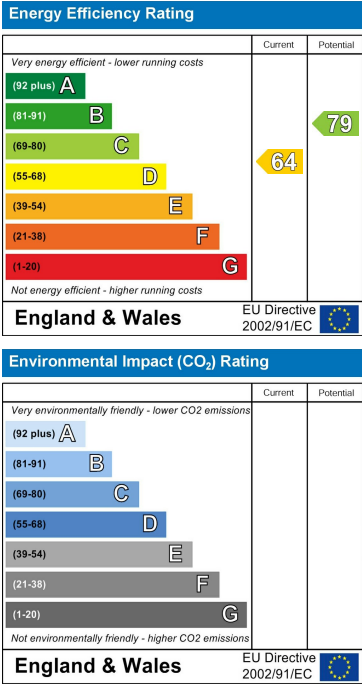 Energy Efficiency Rating
Current Potential
Very energy efficient - lower running costs
(92 plus) A
(81-91) B
79
(69-80) C
64
(55-68) D
(39-54) E
(21-38) F
(1-20) G
Not energy efficient - higher running costs
England & Wales
EU Directive
2002/91/EC
Environmental Impact (CO₂) Rating
Current Potential
Very environmentally friendly - lower CO2 emissions
(92 plus) A
(81-91) B
(69-80) C
(55-68) D
(39-54) E
(21-38) F
(1-20) G
Not environmentally friendly - higher CO2 emissions
England & Wales
EU Directive
2002/91/EC